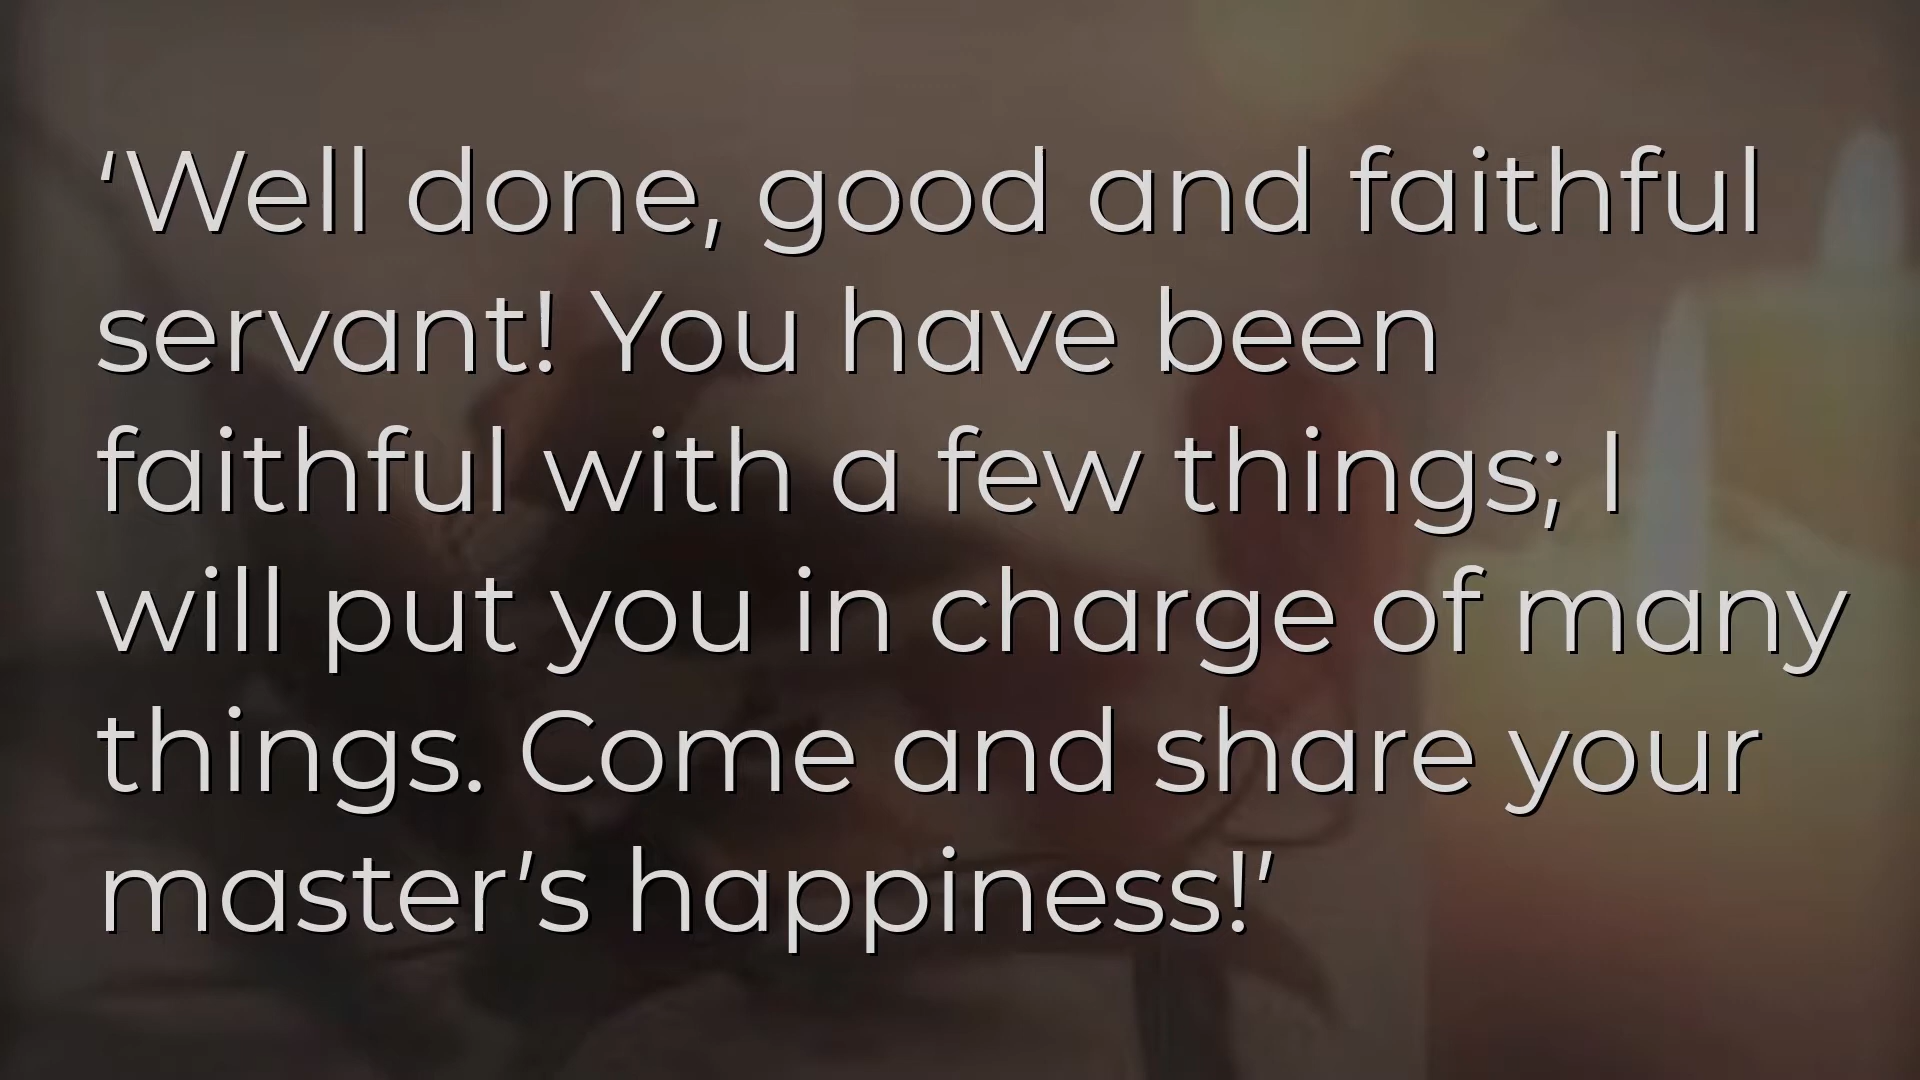 ‘Well done, good and faithful
servant! You have been
faithful with a few things; I
will put you in charge of many
things. Come and share your
master’s happiness!’